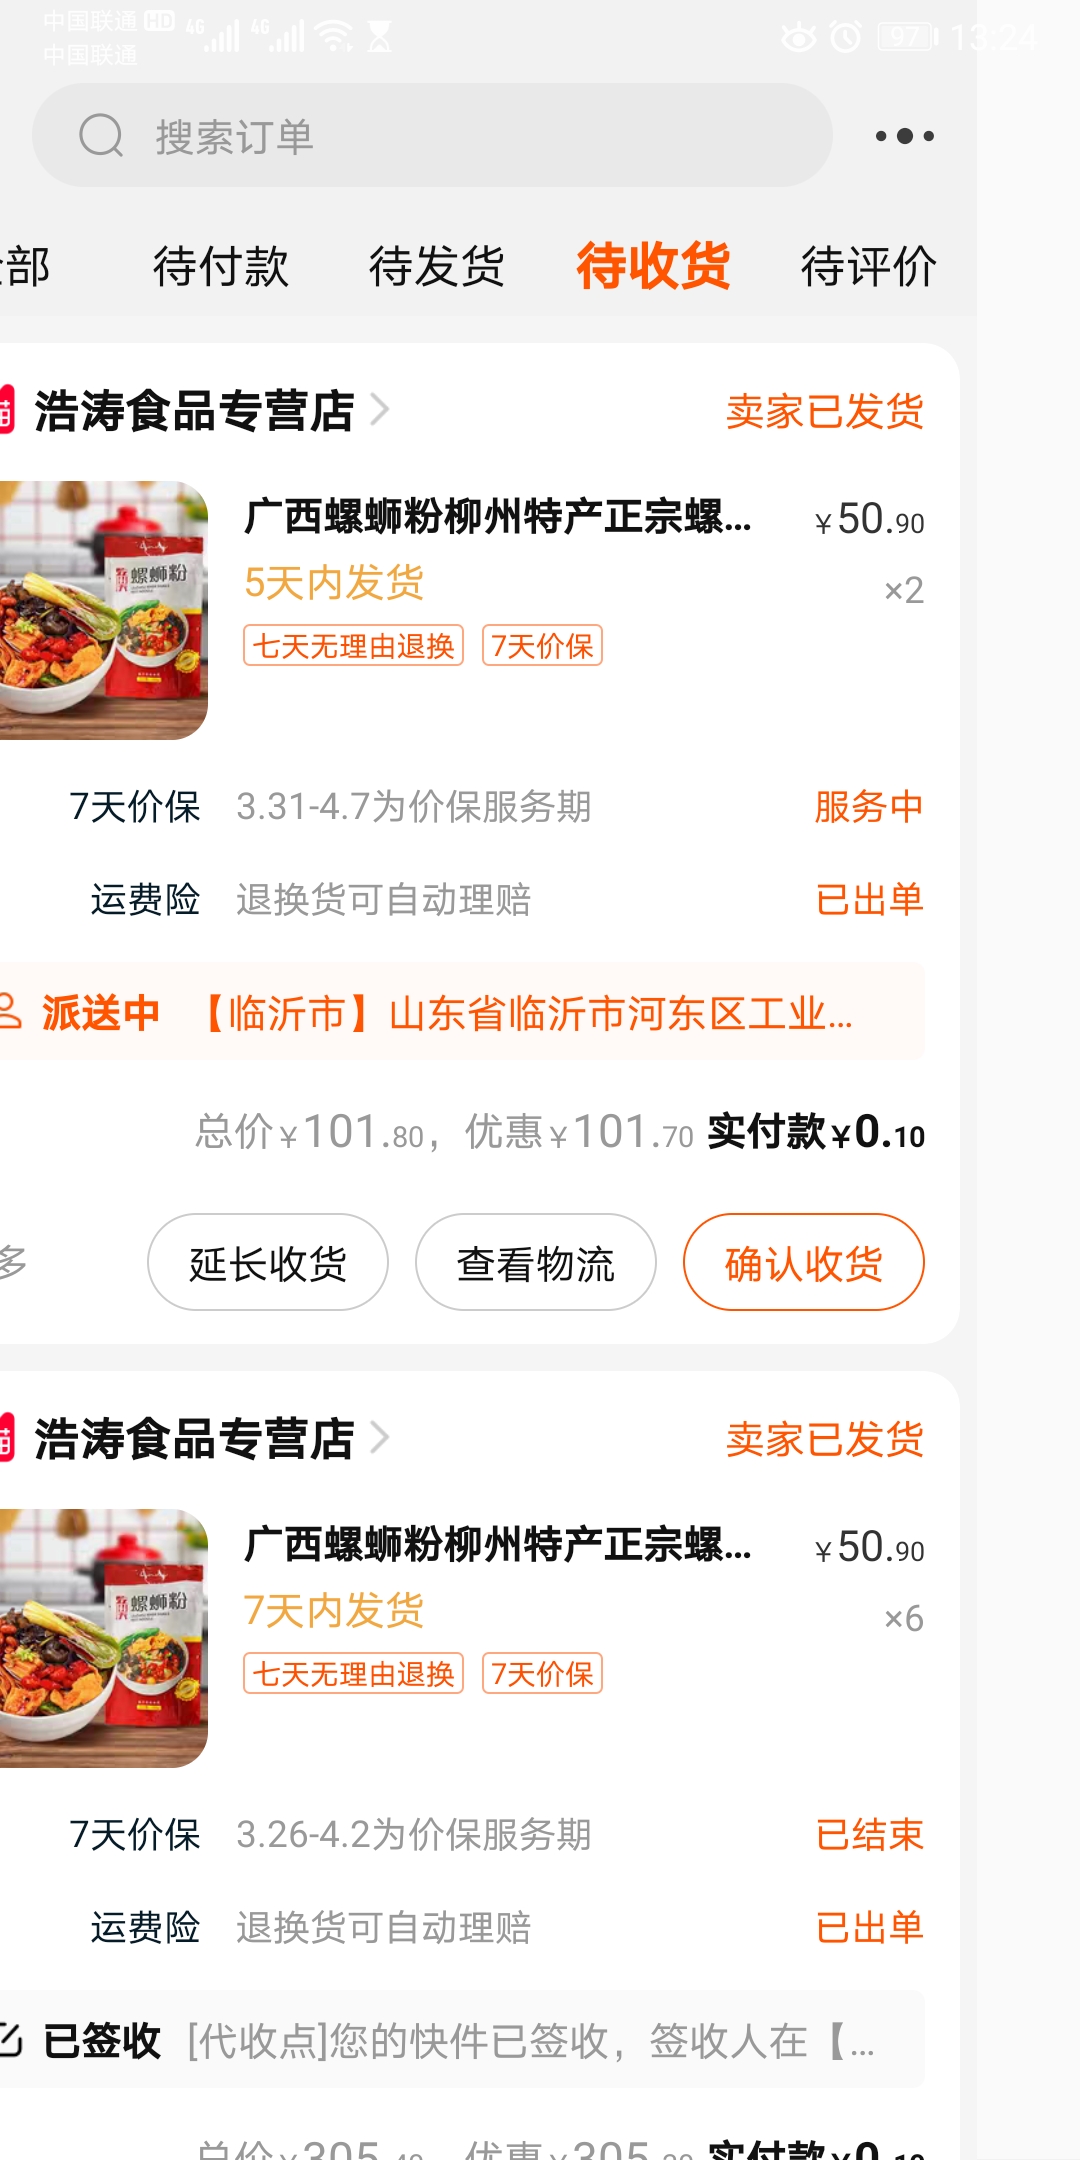 中国联通 HD 4G 4G 97 13:24
中国联通
搜索订单
部 待付款 待发货 待收货 待评价
浩涛食品专营店 卖家已发货
广西螺蛳粉柳州特产正宗螺... ¥50.90
5天内发货 ×2
七天无理由退换 7天价保
螺蛳粉
7天价保 3.31-4.7为价保服务期 服务中
运费险 退换货可自动理赔 已出单
派送中 【临沂市】山东省临沂市河东区工业...
总价¥101.80，优惠¥101.70 实付款¥0.10
多 延长收货 查看物流 确认收货
浩涛食品专营店 卖家已发货
广西螺蛳粉柳州特产正宗螺... ¥50.90
7天内发货 ×6
七天无理由退换 7天价保
螺蛳粉
7天价保 3.26-4.2为价保服务期 已结束
运费险 退换货可自动理赔 已出单
已签收 [代收点]您的快件已签收，签收人在【...
总价¥305 优惠¥305 实付款¥0